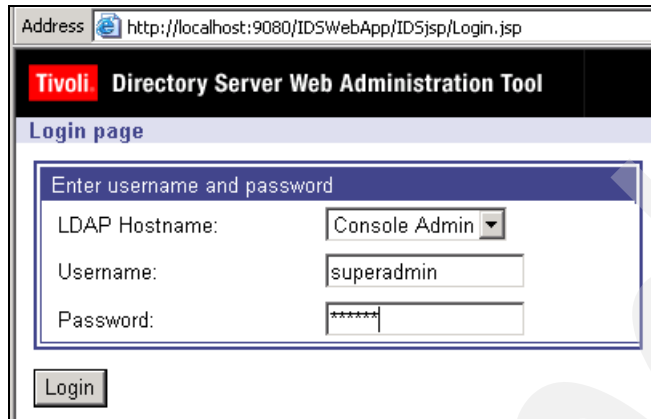 Address http://localhost:9080/IDSWebApp/IDSjsp/Login.jsp
Tivoli. Directory Server Web Administration Tool
Login page
Enter username and password
LDAP Hostname: Console Admin
Username: superadmin
Password: ******
Login